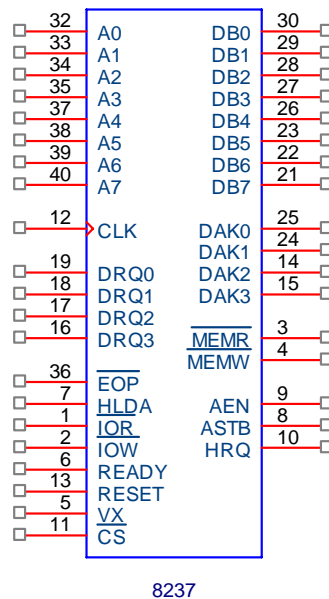 32 A0 DB0 30
33 A1 DB1 29
34 A2 DB2 28
35 A3 DB3 27
37 A4 DB4 26
38 A5 DB5 23
39 A6 DB6 22
40 A7 DB7 21
12 CLK DAK0 25
DAK1 24
19 DRQ0 DAK2 14
18 DRQ1 DAK3 15
17 DRQ2
16 DRQ3 MEMR 3
MEMW 4
36 EOP
7 HLDA AEN 9
1 IOR ASTB 8
2 IOW HRQ 10
6 READY
13 RESET
5 VX
11 CS
8237